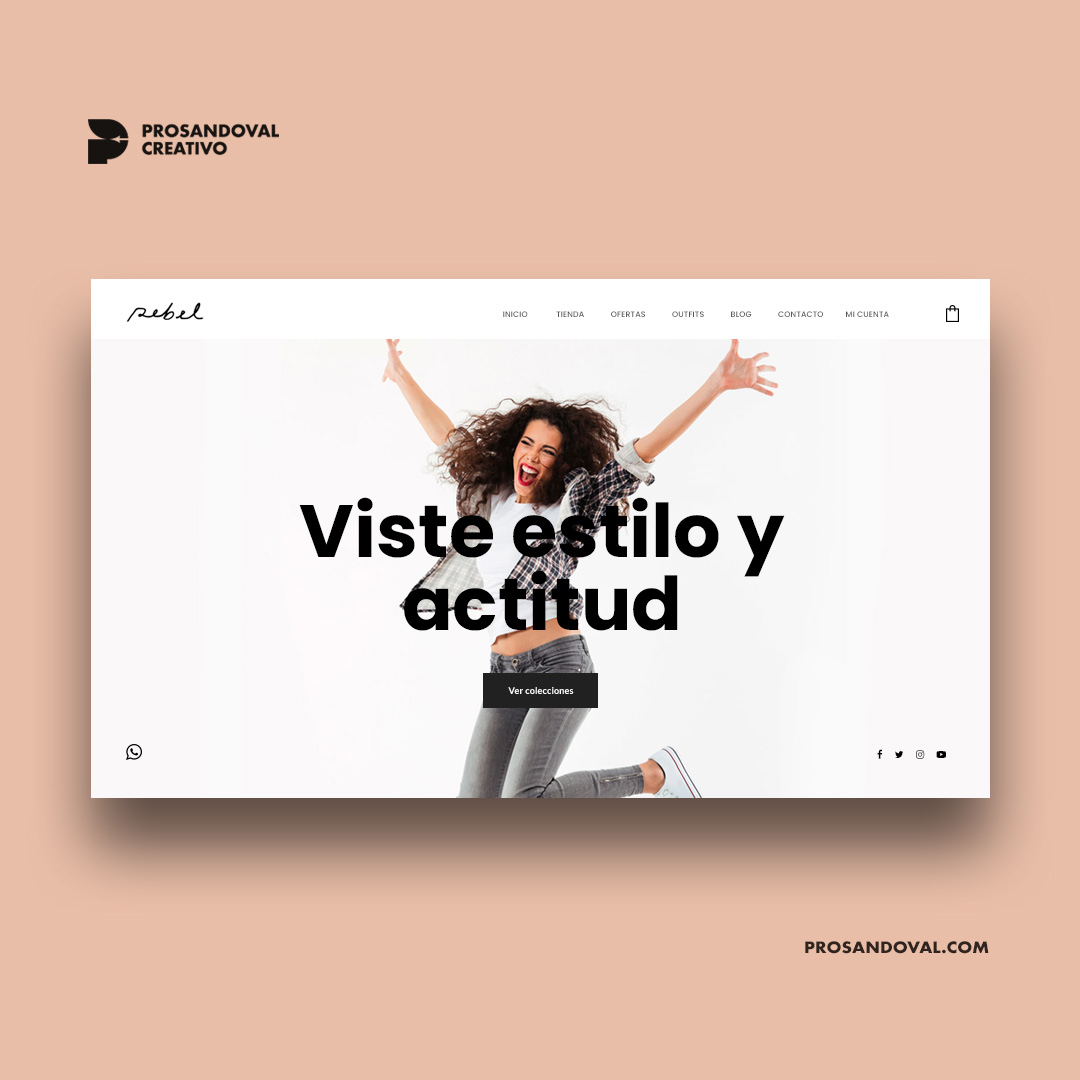 PROSANDOVAL
CREATIVO
rebel
INICIO TIENDA OFERTAS OUTFITS BLOG CONTACTO MI CUENTA
Viste estilo y
actitud
Ver colecciones
PROSANDOVAL.COM